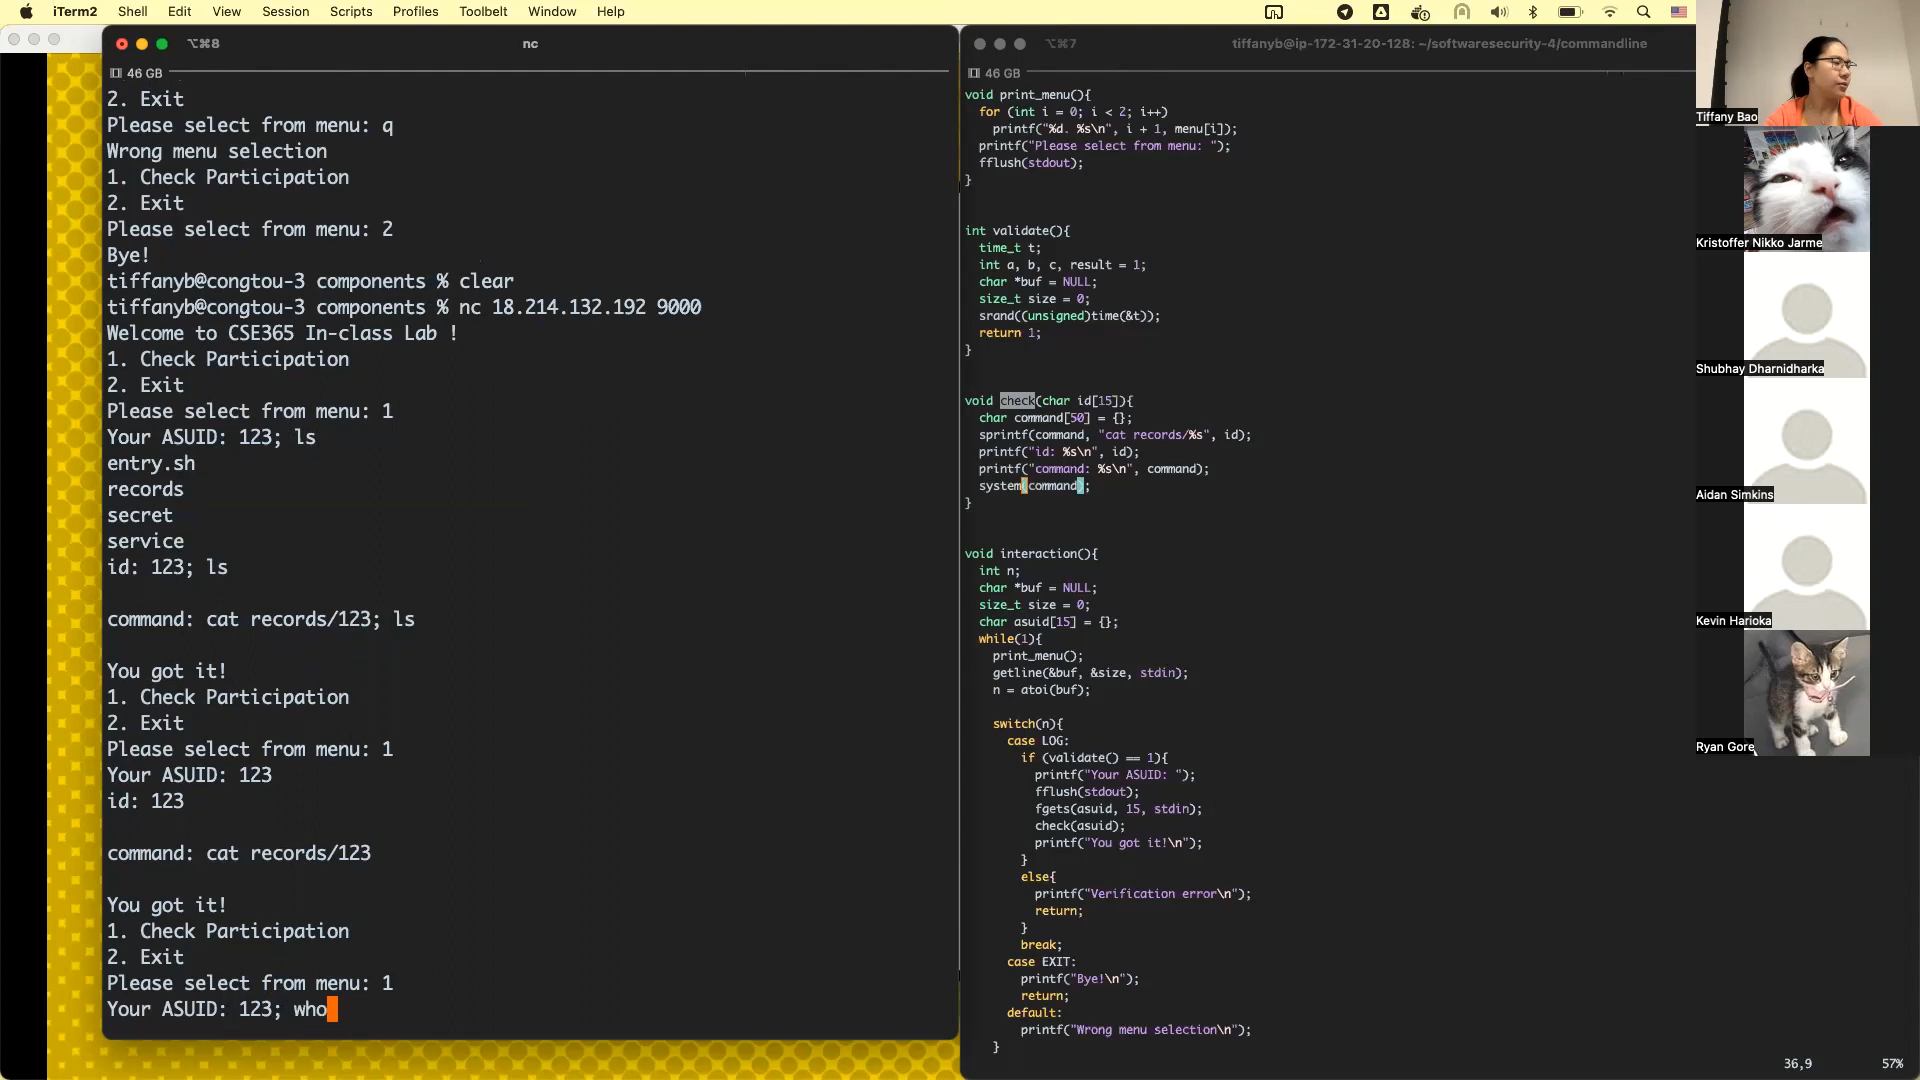 iTerm2 Shell Edit View Session Scripts Profiles Toolbelt Window Help
⌥⌘8 nc
46 GB
2. Exit
Please select from menu: q
Wrong menu selection
1. Check Participation
2. Exit
Please select from menu: 2
Bye!
tiffanyb@congtou-3 components % clear
tiffanyb@congtou-3 components % nc 18.214.132.192 9000
Welcome to CSE365 In-class Lab !
1. Check Participation
2. Exit
Please select from menu: 1
Your ASUID: 123; ls
entry.sh
records
secret
service
id: 123; ls
command: cat records/123; ls
You got it!
1. Check Participation
2. Exit
Please select from menu: 1
Your ASUID: 123
id: 123
command: cat records/123
You got it!
1. Check Participation
2. Exit
Please select from menu: 1
Your ASUID: 123; who
⌥⌘7 tiffanyb@ip-172-31-20-128: ~/softwaresecurity-4/commandline
46 GB
void print_menu(){
for (int i = 0; i < 2; i++)
printf("%d. %s\n", i + 1, menu[i]);
printf("Please select from menu: ");
fflush(stdout);
}
int validate(){
time_t t;
int a, b, c, result = 1;
char *buf = NULL;
size_t size = 0;
srand((unsigned)time(&t));
return 1;
}
void check(char id[15]){
char command[50] = {};
sprintf(command, "cat records/%s", id);
printf("id: %s\n", id);
printf("command: %s\n", command);
system(command);
}
void interaction(){
int n;
char *buf = NULL;
size_t size = 0;
char asuid[15] = {};
while(1){
print_menu();
getline(&buf, &size, stdin);
n = atoi(buf);
switch(n){
case LOG:
if (validate() == 1){
printf("Your ASUID: ");
fflush(stdout);
fgets(asuid, 15, stdin);
check(asuid);
printf("You got it!\n");
}
else{
printf("Verification error\n");
return;
}
break;
case EXIT:
printf("Bye!\n");
return;
default:
printf("Wrong menu selection\n");
}
36,9 57%
Tiffany Bao
Kristoffer Nikko Jarme
Shubhay Dharnidharka
Aidan Simkins
Kevin Harioka
Ryan Gore